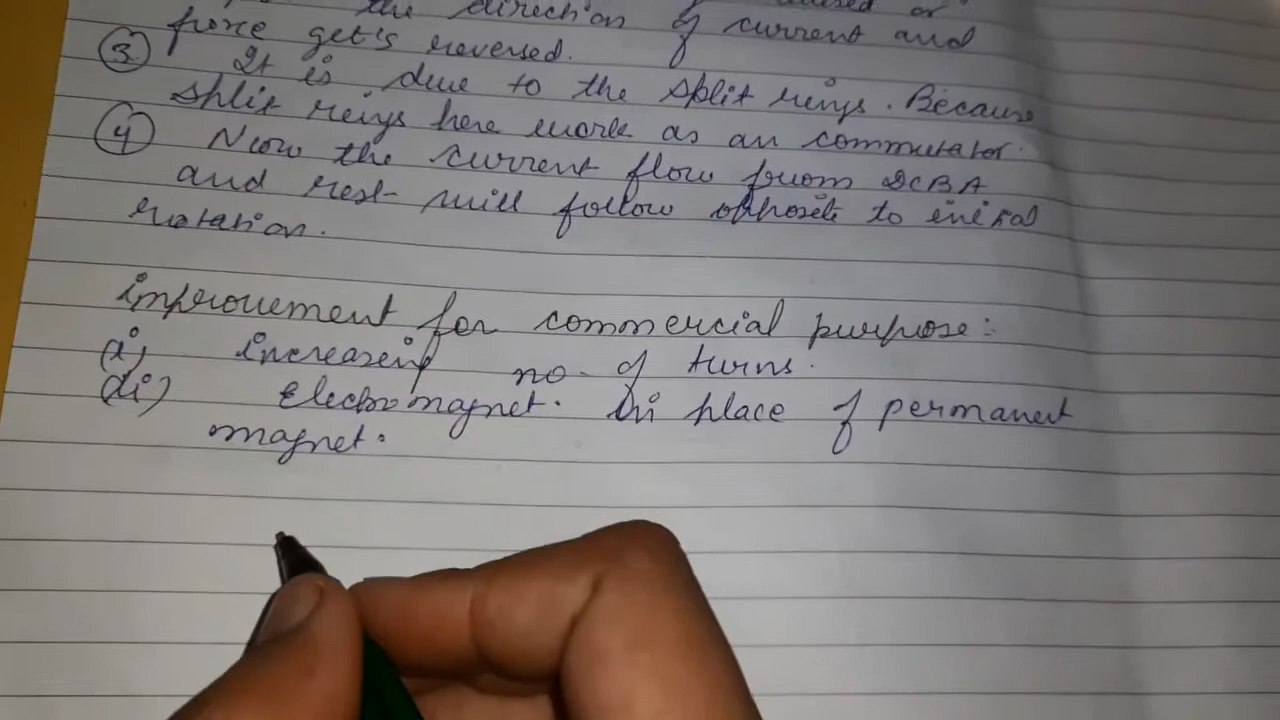 the direction of current and
force get's reversed.
③ It is due to the split rings. Because
split rings here work as an commutator.
④ Now the current flow from DCBA
and rest will follow opposite to initial
rotation.
improvement for commercial purpose:
(i) increasing no. of turns.
(ii) Electromagnet. In place of permanent
magnet.